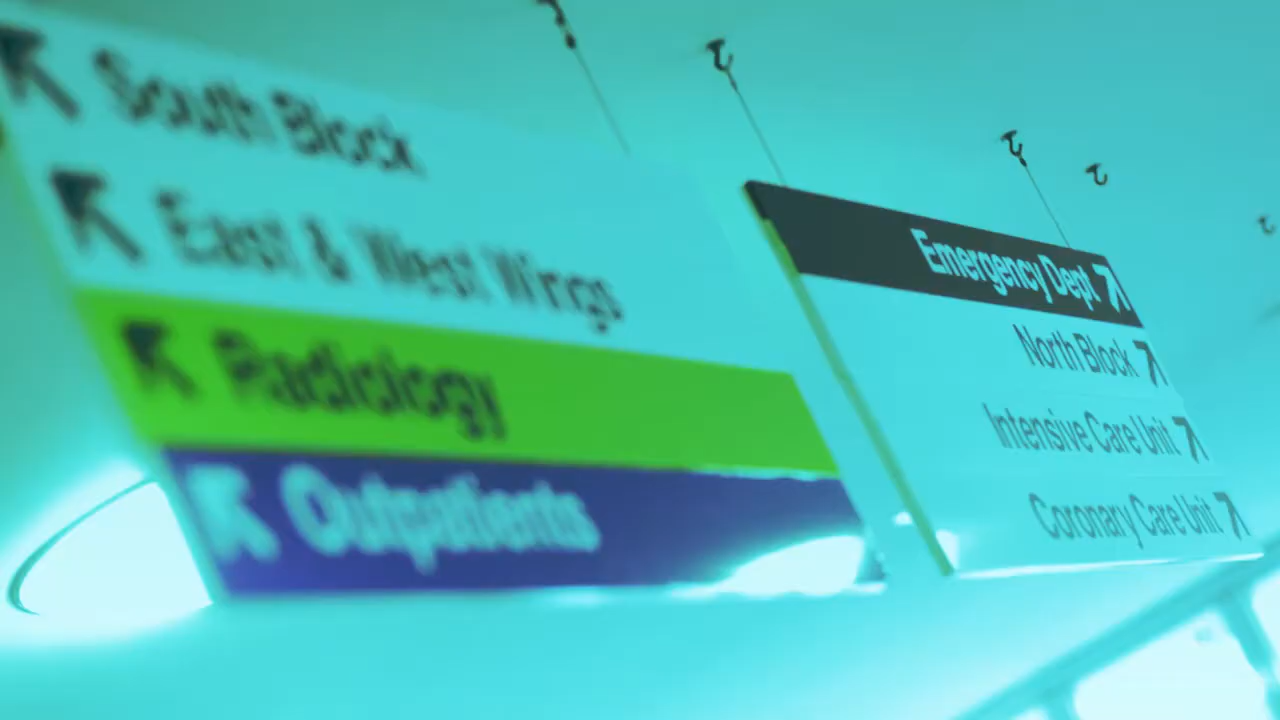 South Block
East & West Wings
Radiology
Outpatients
Emergency Dept
North Block
Intensive Care Unit
Coronary Care Unit